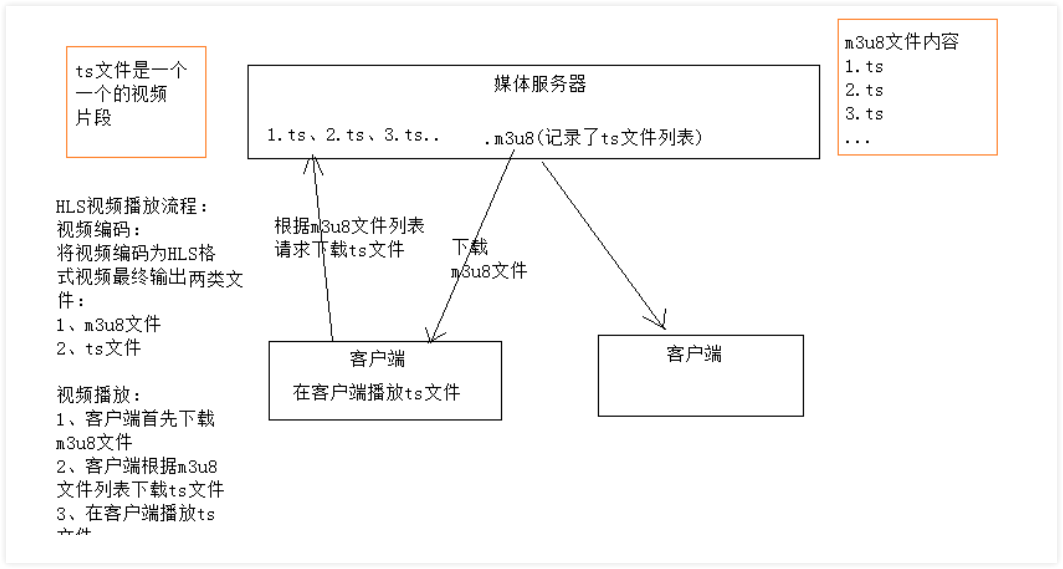 ts文件是一个
一个的视频
片段
媒体服务器
1.ts、2.ts、3.ts..
.m3u8(记录了ts文件列表)
m3u8文件内容
1.ts
2.ts
3.ts
...
HLS视频播放流程:
视频编码:
将视频编码为HLS格
式视频最终输出两类文
件:
1、m3u8文件
2、ts文件
视频播放:
1、客户端首先下载
m3u8文件
2、客户端根据m3u8
文件列表下载ts文件
3、在客户端播放ts
文件
根据m3u8文件列表
请求下载ts文件
下载
m3u8文件
客户端
在客户端播放ts文件
客户端